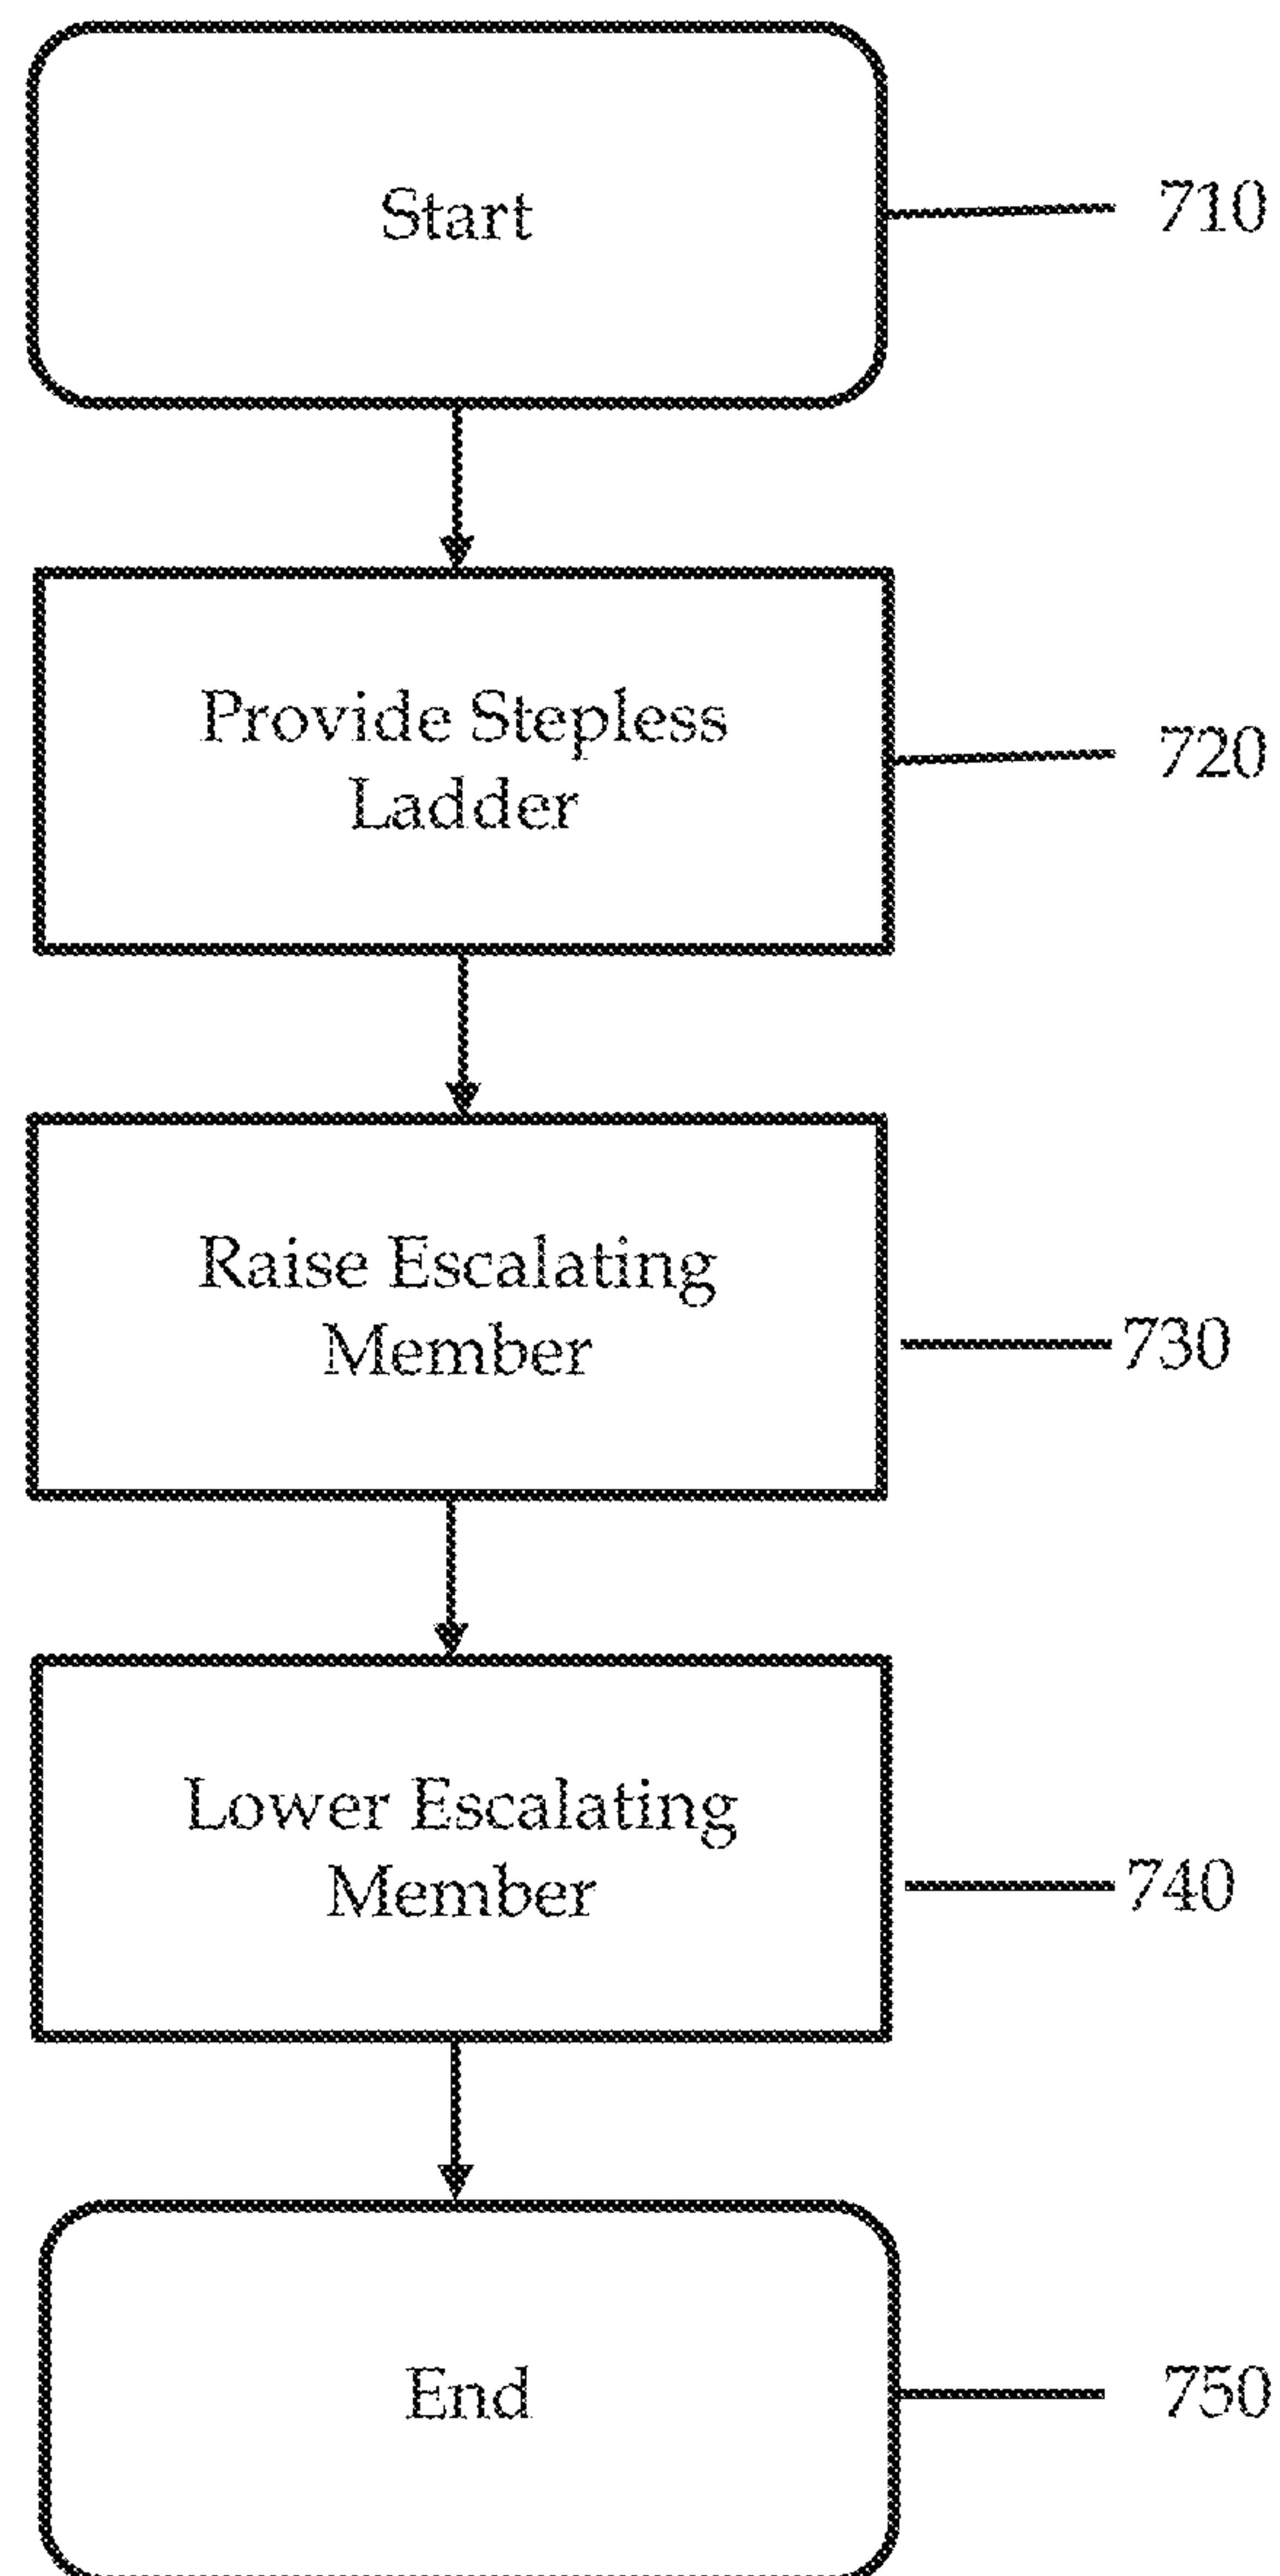 Start
710
Provide Stepless
Ladder
720
Raise Escalating
Member
730
Lower Escalating
Member
740
End
750